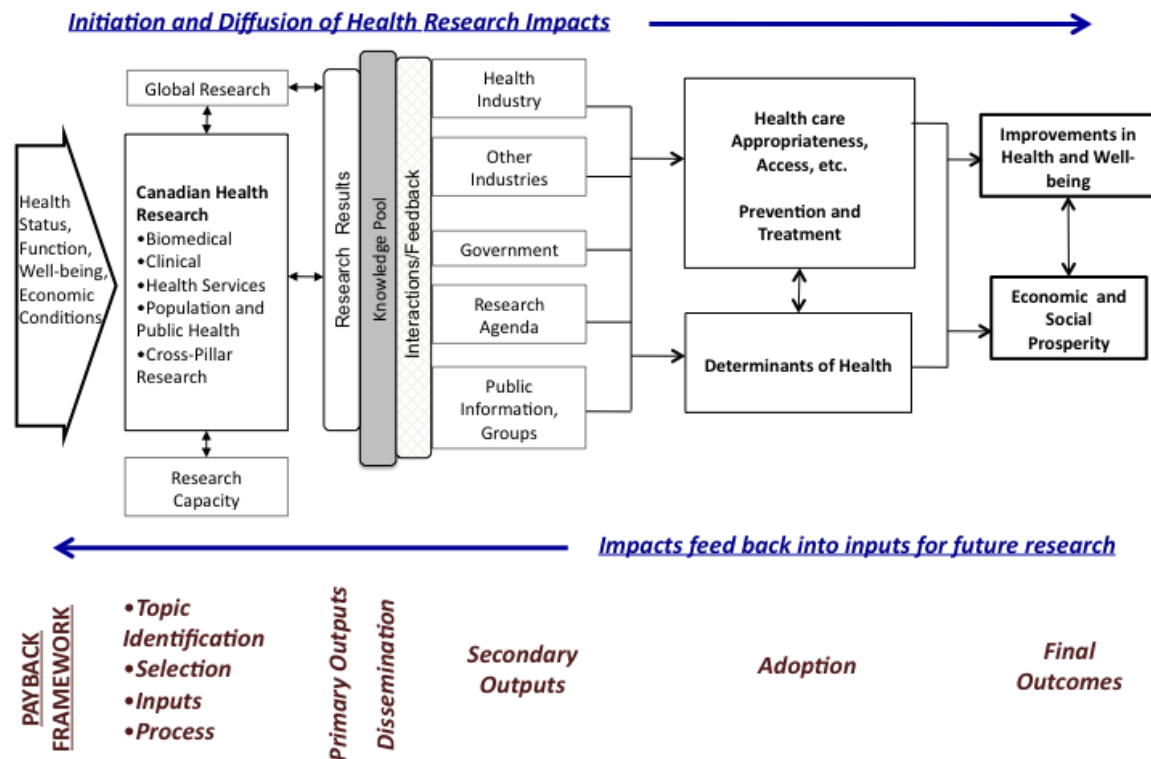 Initiation and Diffusion of Health Research Impacts
Health
Status,
Function,
Well-being,
Economic
Conditions
Global Research
Canadian Health
Research
•Biomedical
•Clinical
•Health Services
•Population and
Public Health
•Cross-Pillar
Research
Research
Capacity
Research Results
Knowledge Pool
Interactions/Feedback
Health
Industry
Other
Industries
Government
Research
Agenda
Public
Information,
Groups
Health care
Appropriateness,
Access, etc.
Prevention and
Treatment
Determinants of Health
Improvements in
Health and Well-
being
Economic and
Social
Prosperity
Impacts feed back into inputs for future research
PAYBACK
FRAMEWORK
•Topic
Identification
•Selection
•Inputs
•Process
Primary Outputs
Dissemination
Secondary
Outputs
Adoption
Final
Outcomes